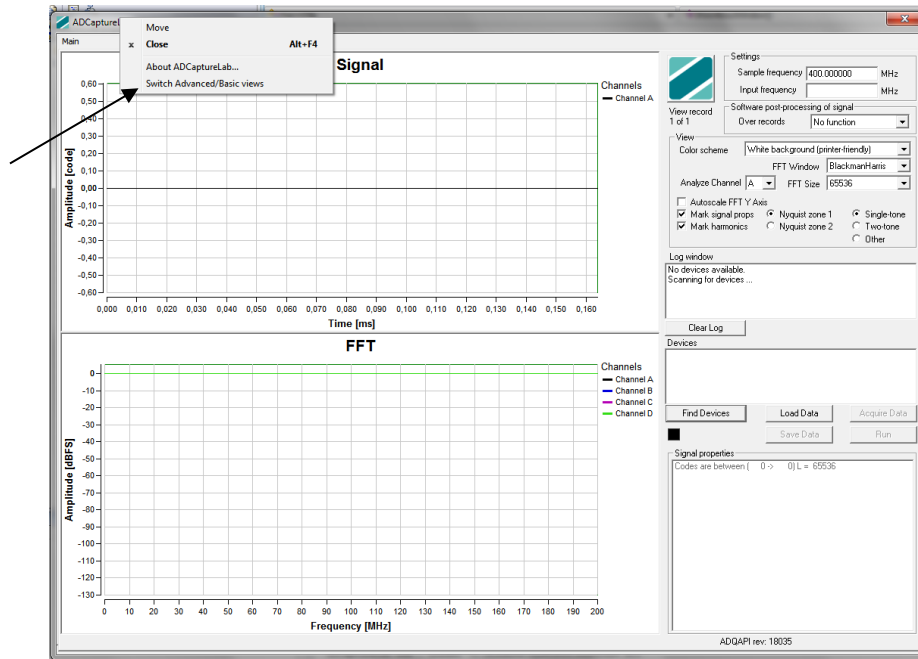 ADCaptureL
Main
Move
x Close Alt+F4
About ADCaptureLab...
Switch Advanced/Basic views
Signal
Amplitude [code]
0,60
0,50
0,40
0,30
0,20
0,10
0,00
-0,10
-0,20
-0,30
-0,40
-0,50
-0,60
0,000 0,010 0,020 0,030 0,040 0,050 0,060 0,070 0,080 0,090 0,100 0,110 0,120 0,130 0,140 0,150 0,160
Time [ms]
Channels
Channel A
FFT
Amplitude [dBFS]
0
-10
-20
-30
-40
-50
-60
-70
-80
-90
-100
-110
-120
-130
0 10 20 30 40 50 60 70 80 90 100 110 120 130 140 150 160 170 180 190 200
Frequency [MHz]
Channels
Channel A
Channel B
Channel C
Channel D
View record
1 of 1
Settings
Sample frequency 400.000000 MHz
Input frequency MHz
Software post-processing of signal
Over records No function
View
Color scheme White background (printer-friendly)
FFT Window BlackmanHarris
Analyze Channel A FFT Size 65536
Autoscale FFT Y Axis
Mark signal props Nyquist zone 1 Single-tone
Mark harmonics Nyquist zone 2 Two-tone
Other
Log window
No devices available.
Scanning for devices ...
Clear Log
Devices
Find Devices Load Data Acquire Data
Save Data Run
Signal properties
Codes are between ( 0 -> 0) L = 65536
ADQAPI rev: 18035